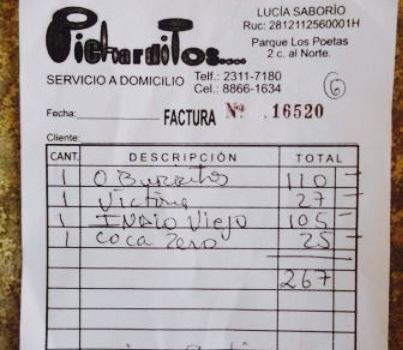 Picharditos....
LUCÍA SABORÍO
Ruc: 2812112560001H
Parque Los Poetas
2 c. al Norte.
SERVICIO A DOMICILIO
Telf.: 2311-7180
Cel.: 8866-1634
6
Fecha:
FACTURA Nº 16520
Cliente:
CANT. DESCRIPCIÓN TOTAL
1 O Burritos 110
1 Victoria 27
1 INDIO Viejo 105
1 COCA Zero 25
267